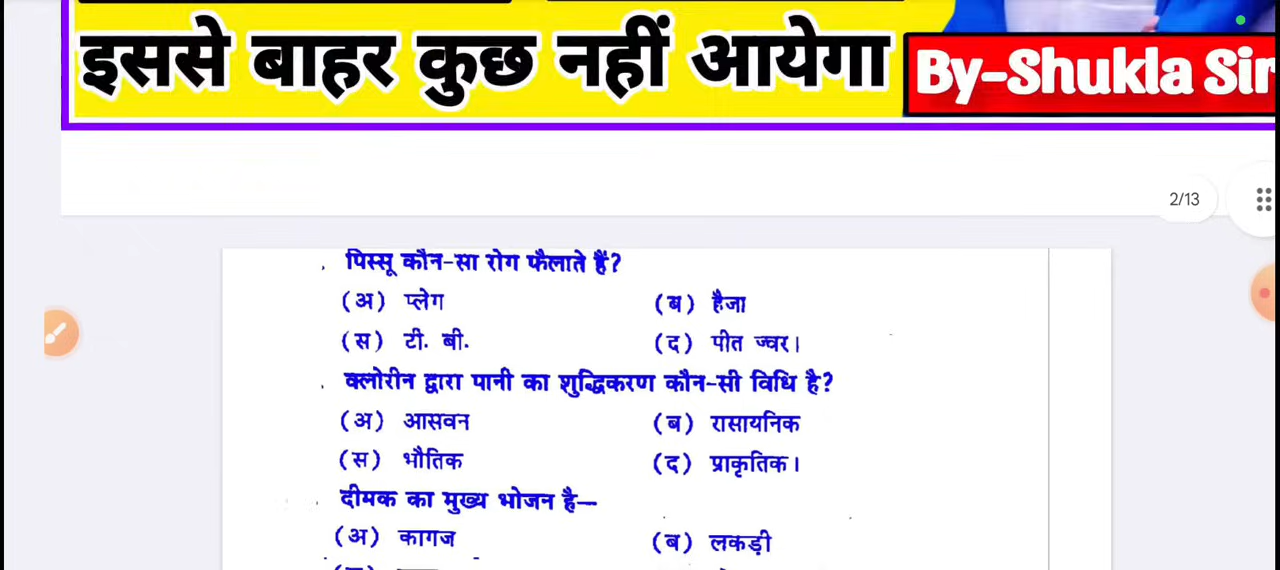 इससे बाहर कुछ नहीं आयेगा
By-Shukla Sir
2/13
पिस्सू कौन-सा रोग फैलाते हैं?
(अ) प्लेग (ब) हैजा
(स) टी. बी. (द) पीत ज्वर।
क्लोरीन द्वारा पानी का शुद्धिकरण कौन-सी विधि है?
(अ) आसवन (ब) रासायनिक
(स) भौतिक (द) प्राकृतिक।
दीमक का मुख्य भोजन है—
(अ) कागज (ब) लकड़ी